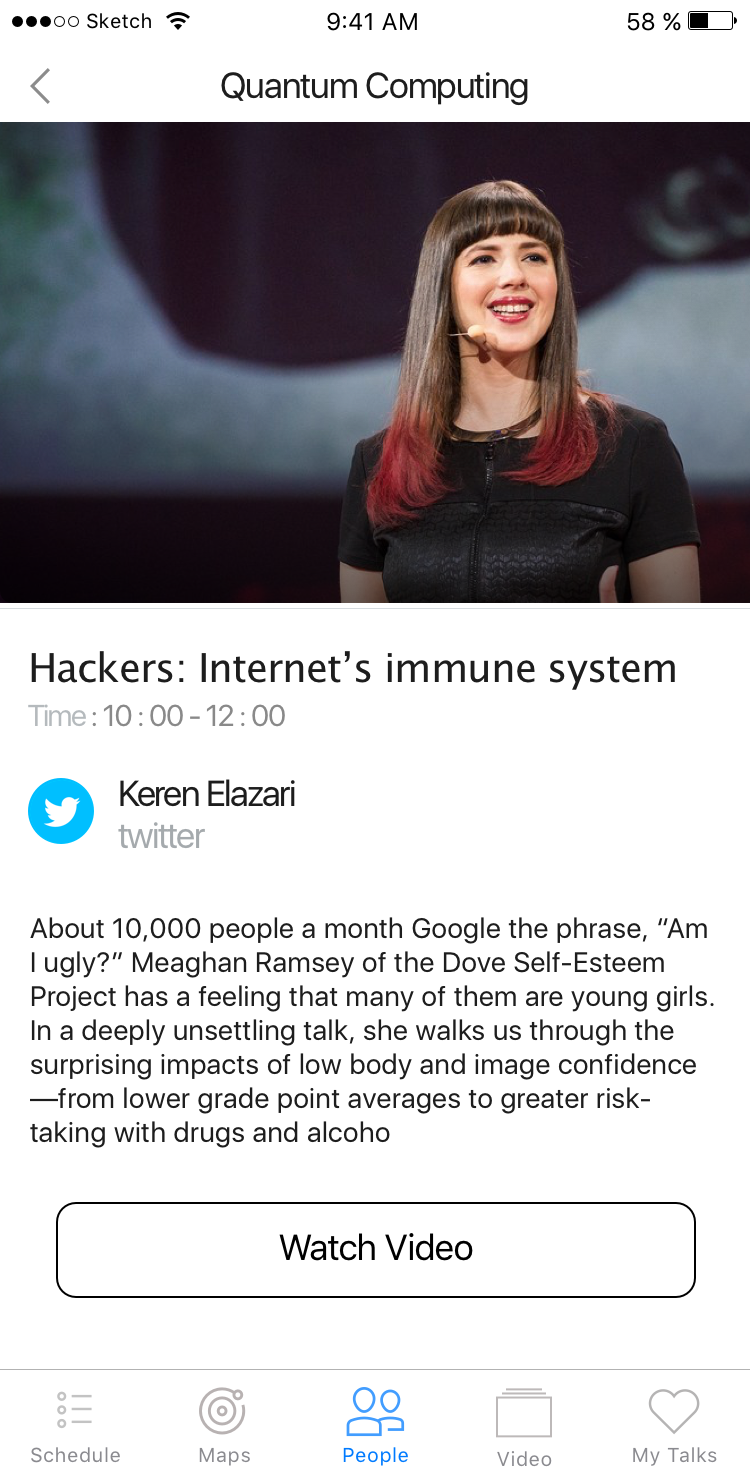 Sketch 9:41 AM 58 %
Quantum Computing
Hackers: Internet’s immune system
Time : 10 : 00 - 12 : 00
Keren Elazari
twitter
About 10,000 people a month Google the phrase, “Am
I ugly?” Meaghan Ramsey of the Dove Self-Esteem
Project has a feeling that many of them are young girls.
In a deeply unsettling talk, she walks us through the
surprising impacts of low body and image confidence
—from lower grade point averages to greater risk-
taking with drugs and alcoho
Watch Video
Schedule Maps People Video My Talks